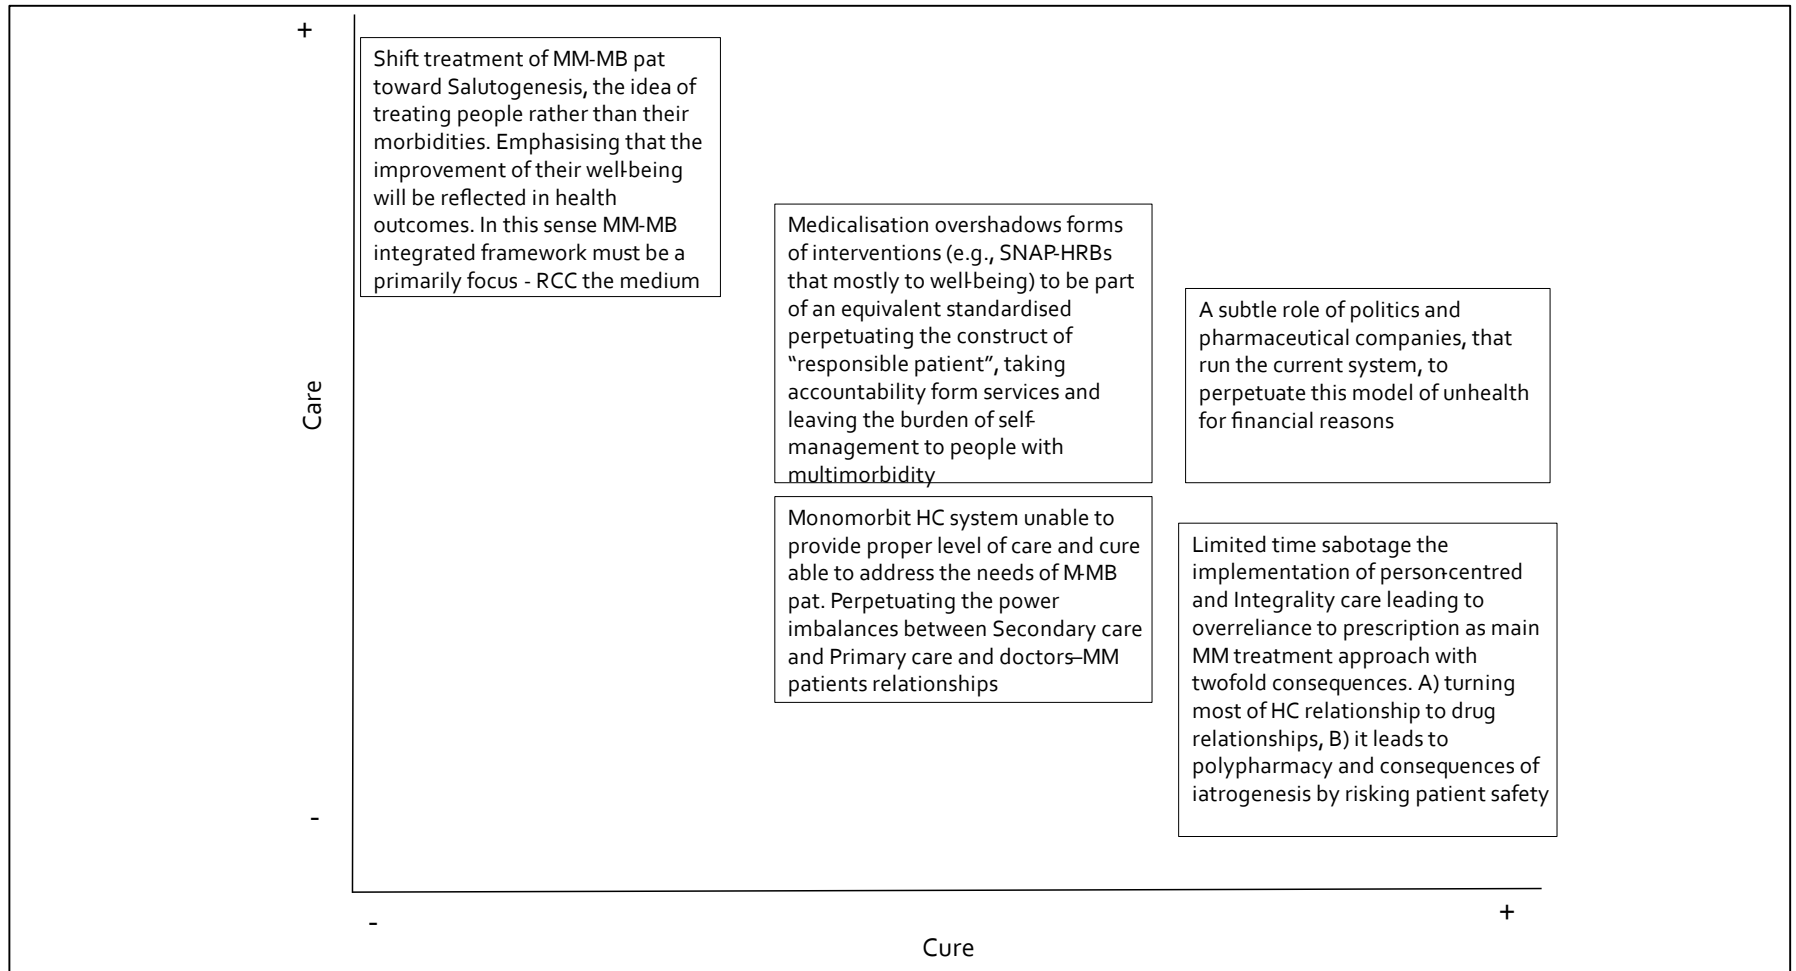 +
Shift treatment of MM-MB pat
toward Salutogenesis, the idea of
treating people rather than their
morbidities. Emphasising that the
improvement of their well-being
will be reflected in health
outcomes. In this sense MM-MB
integrated framework must be a
primarily focus - RCC the medium
Medicalisation overshadows forms
of interventions (e.g., SNAP-HRBs
that mostly to well-being) to be part
of an equivalent standardised
perpetuating the construct of
“responsible patient”, taking
accountability form services and
leaving the burden of self-
management to people with
multimorbidity
A subtle role of politics and
pharmaceutical companies, that
run the current system, to
perpetuate this model of unhealth
for financial reasons
Care
Monomorbit HC system unable to
provide proper level of care and cure
able to address the needs of M-MB
pat. Perpetuating the power
imbalances between Secondary care
and Primary care and doctors–MM
patients relationships
Limited time sabotage the
implementation of person-centred
and Integrality care leading to
overreliance to prescription as main
MM treatment approach with
twofold consequences. A) turning
most of HC relationship to drug
relationships, B) it leads to
polypharmacy and consequences of
iatrogenesis by risking patient safety
-
-
+
Cure